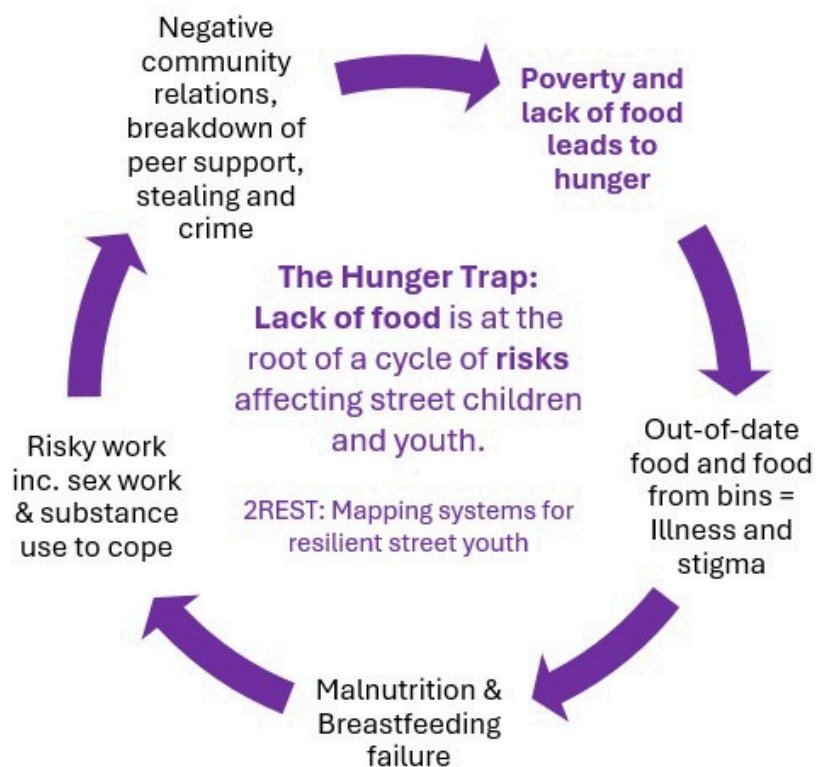 Negative
community
relations,
breakdown of
peer support,
stealing and
crime
Poverty and
lack of food
leads to
hunger
The Hunger Trap:
Lack of food is at the
root of a cycle of risks
affecting street children
and youth.
2REST: Mapping systems for
resilient street youth
Out-of-date
food and food
from bins =
Illness and
stigma
Malnutrition &
Breastfeeding
failure
Risky work
inc. sex work
& substance
use to cope